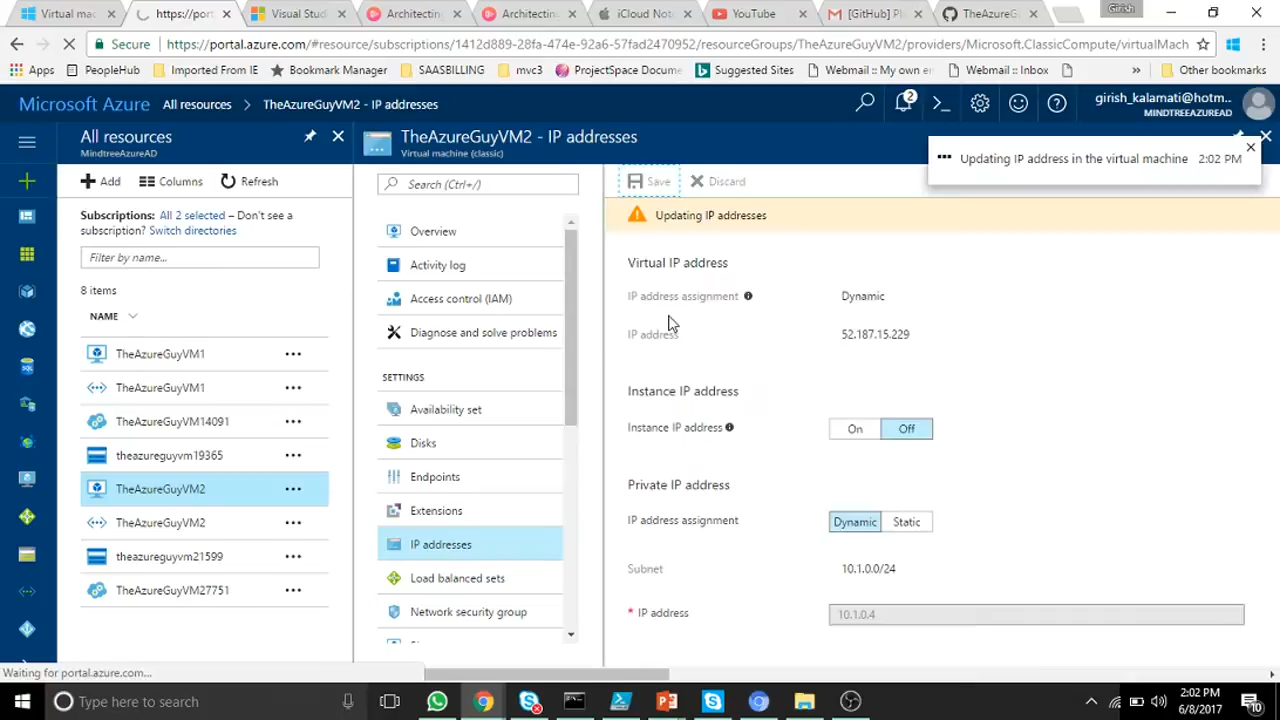 Virtual mac
https://port
Visual Stud
Architecting
Architectin
iCloud Note
YouTube
[GitHub] Pl
TheAzureGu
Girish
Secure
https://portal.azure.com/#resource/subscriptions/1412d889-28fa-474e-92a6-57fad2470952/resourceGroups/TheAzureGuyVM2/providers/Microsoft.ClassicCompute/virtualMach
Apps
PeopleHub
Imported From IE
Bookmark Manager
SAASBILLING
mvc3
ProjectSpace Docume
Suggested Sites
Webmail :: My own e
Webmail :: Inbox
»
Other bookmarks
Microsoft Azure
All resources > TheAzureGuyVM2 - IP addresses
2
girish_kalamati@hotm...
MINDTREEAZUREAD
All resources
MindtreeAzureAD
Add
Columns
Refresh
Subscriptions: All 2 selected – Don't see a
subscription? Switch directories
Filter by name...
8 items
NAME
TheAzureGuyVM1
TheAzureGuyVM1
TheAzureGuyVM14091
theazureguyvm19365
TheAzureGuyVM2
TheAzureGuyVM2
theazureguyvm21599
TheAzureGuyVM27751
TheAzureGuyVM2 - IP addresses
Virtual machine (classic)
Search (Ctrl+/)
Overview
Activity log
Access control (IAM)
Diagnose and solve problems
SETTINGS
Availability set
Disks
Endpoints
Extensions
IP addresses
Load balanced sets
Network security group
Updating IP address in the virtual machine 2:02 PM
Save
Discard
Updating IP addresses
Virtual IP address
IP address assignment
Dynamic
IP address
52.187.15.229
Instance IP address
Instance IP address
On
Off
Private IP address
IP address assignment
Dynamic
Static
Subnet
10.1.0.0/24
* IP address
10.1.0.4
Waiting for portal.azure.com...
Type here to search
2:02 PM
6/8/2017
10